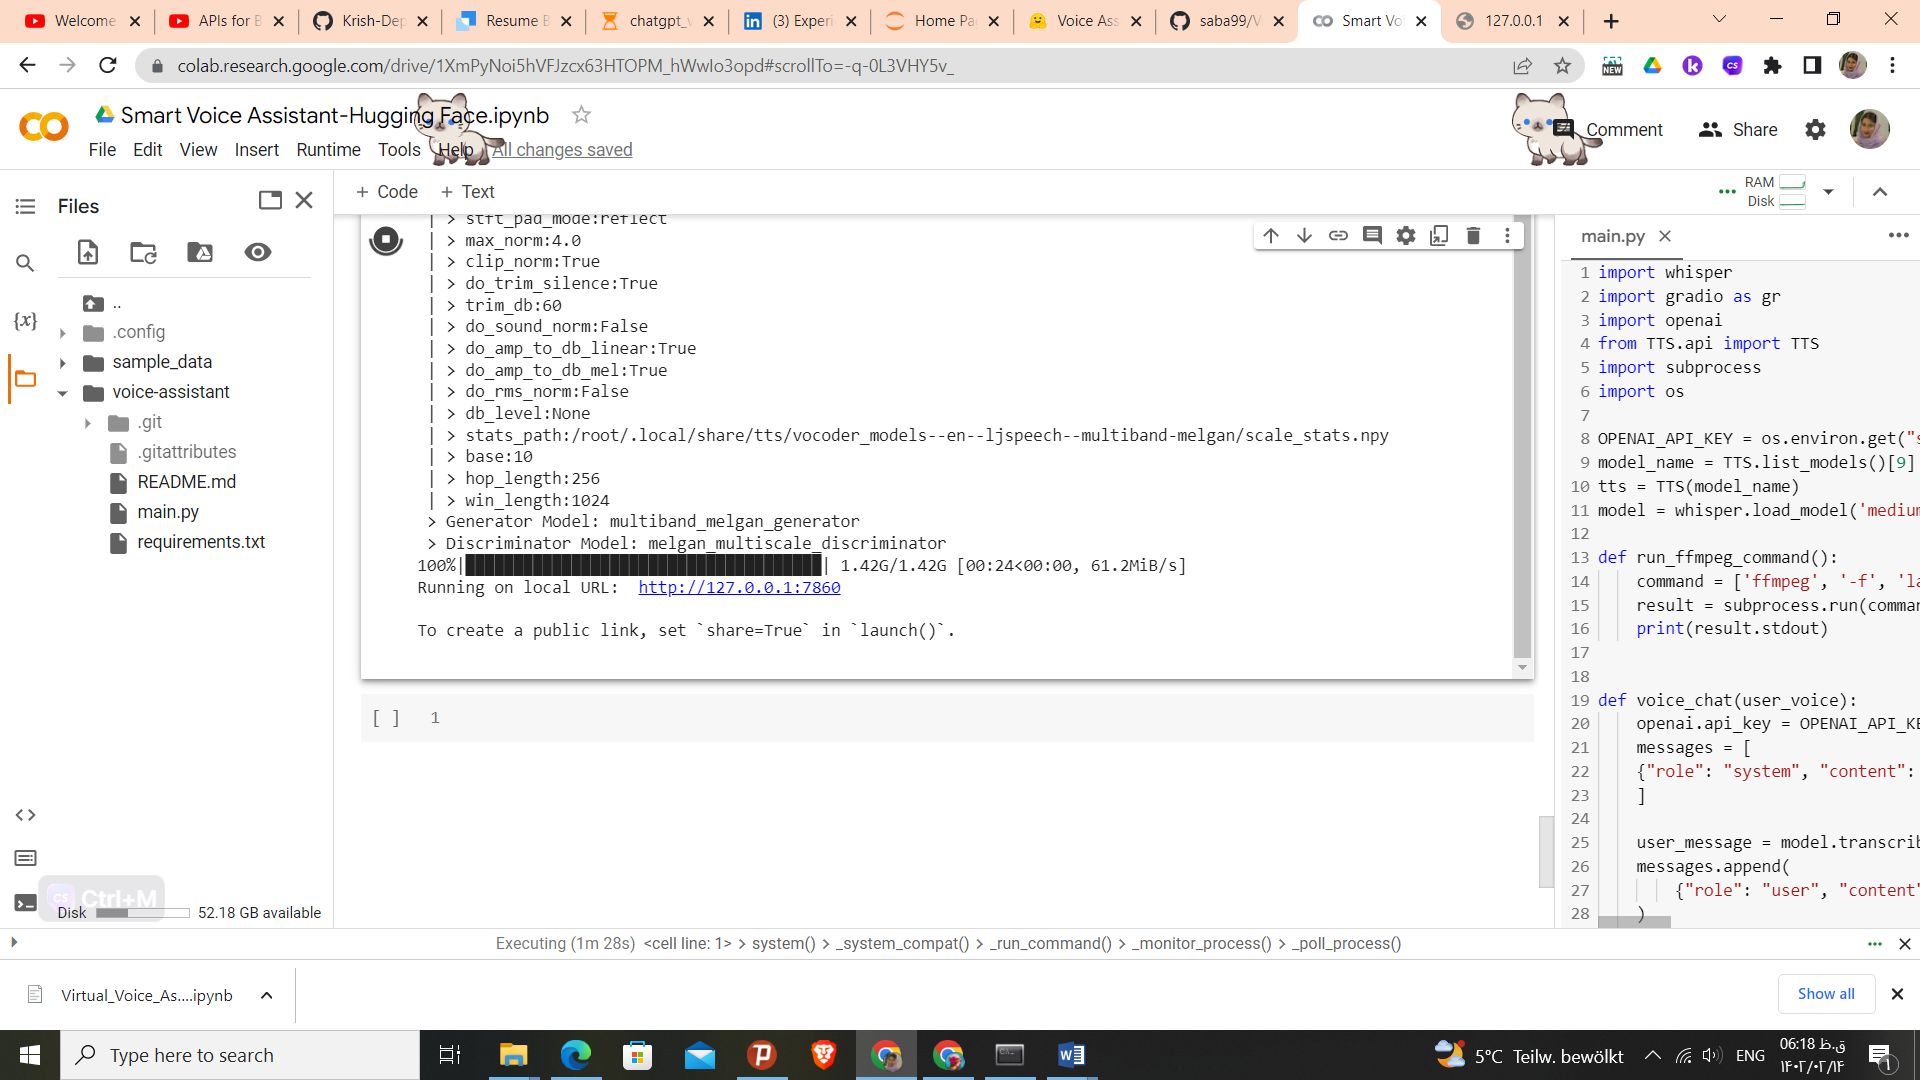 Welcome
APIs for B
Krish-Dep
Resume B
chatgpt_v
(3) Experi
Home Pa
Voice Ass
saba99/V
Smart Vo
127.0.0.1
colab.research.google.com/drive/1XmPyNoi5hVFJzcx63HTOPM_hWwIo3opd#scrollTo=-q-0L3VHY5v_
NEW
Smart Voice Assistant-Hugging Face.ipynb
Comment
Share
File Edit View Insert Runtime Tools Help All changes saved
Files
+ Code + Text
RAM
Disk
..
.config
sample_data
voice-assistant
.git
.gitattributes
README.md
main.py
requirements.txt
{x}
Ctrl+M
Disk 52.18 GB available
| > stft_pad_mode:reflect
| > max_norm:4.0
| > clip_norm:True
| > do_trim_silence:True
| > trim_db:60
| > do_sound_norm:False
| > do_amp_to_db_linear:True
| > do_amp_to_db_mel:True
| > do_rms_norm:False
| > db_level:None
| > stats_path:/root/.local/share/tts/vocoder_models--en--ljspeech--multiband-melgan/scale_stats.npy
| > base:10
| > hop_length:256
| > win_length:1024
> Generator Model: multiband_melgan_generator
> Discriminator Model: melgan_multiscale_discriminator
100%| | 1.42G/1.42G [00:24<00:00, 61.2MiB/s]
Running on local URL: http://127.0.0.1:7860
To create a public link, set `share=True` in `launch()`.
[ ] 1
main.py
1 import whisper
2 import gradio as gr
3 import openai
4 from TTS.api import TTS
5 import subprocess
6 import os
7
8 OPENAI_API_KEY = os.environ.get("s
9 model_name = TTS.list_models()[9]
10 tts = TTS(model_name)
11 model = whisper.load_model('medium
12
13 def run_ffmpeg_command():
14 command = ['ffmpeg', '-f', 'la
15 result = subprocess.run(comman
16 print(result.stdout)
17
18
19 def voice_chat(user_voice):
20 openai.api_key = OPENAI_API_KE
21 messages = [
22 {"role": "system", "content":
23 ]
24
25 user_message = model.transcrib
26 messages.append(
27 {"role": "user", "content"
28 )
Executing (1m 28s) <cell line: 1> > system() > _system_compat() > _run_command() > _monitor_process() > _poll_process()
Virtual_Voice_As....ipynb
Show all
Type here to search
5°C Teilw. bewölkt
ENG
06:18 ق.ظ
۱۴۰۲/۰۲/۱۴